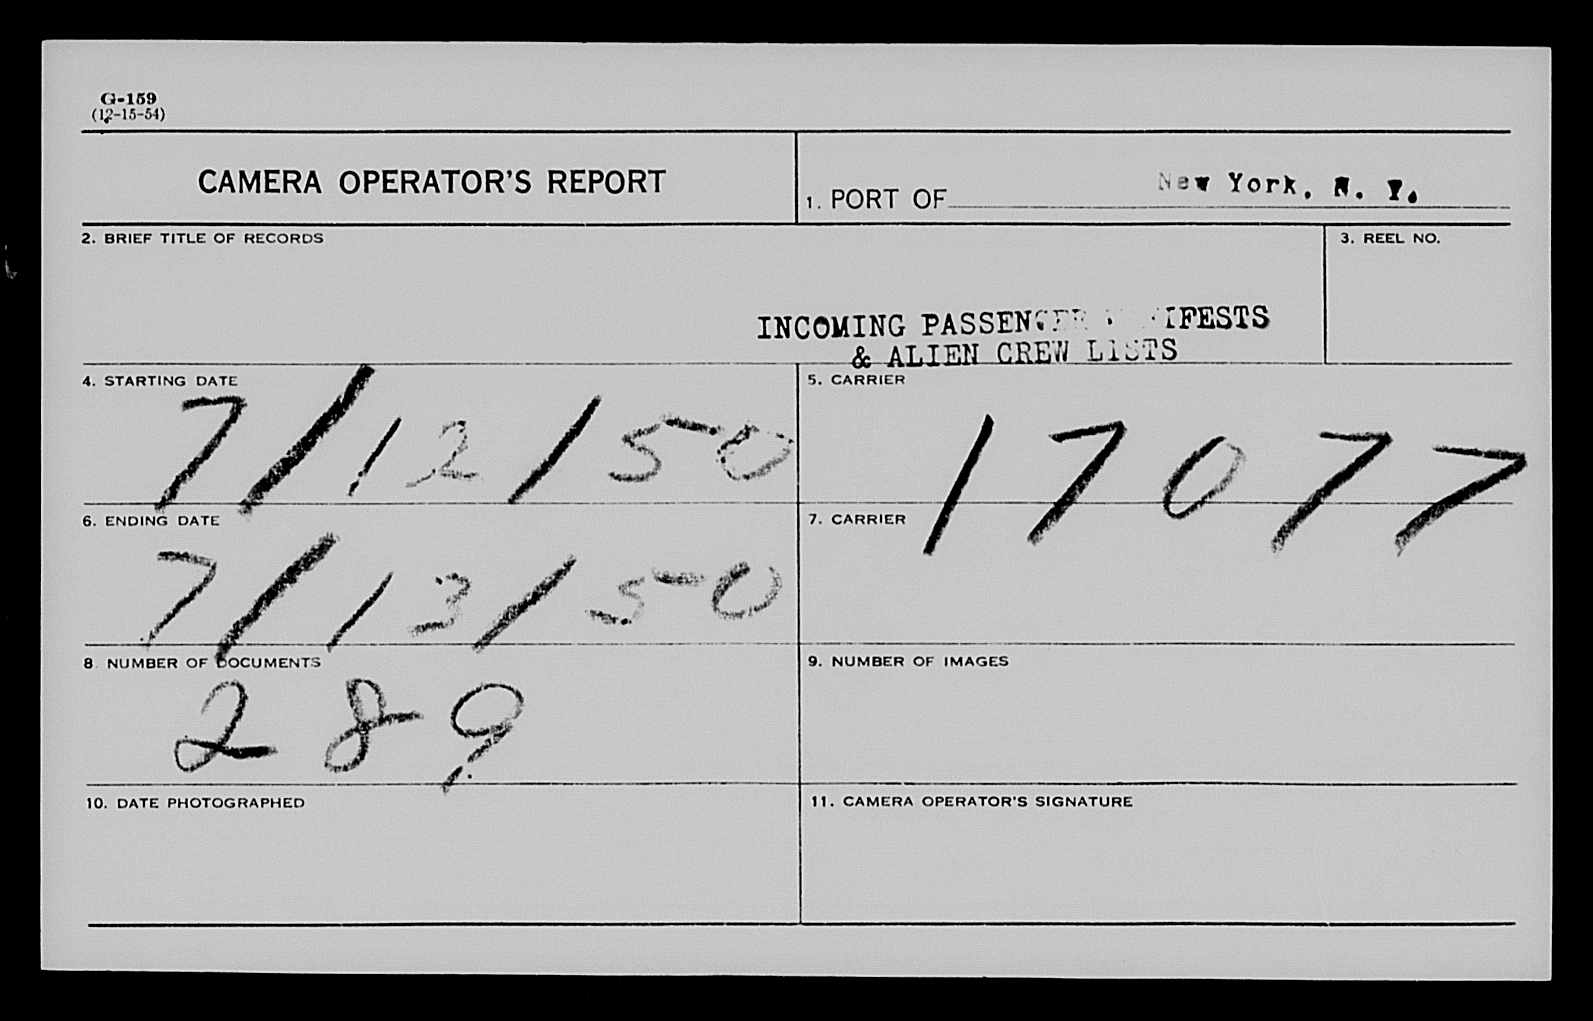 G-159
(12-15-54)
CAMERA OPERATOR'S REPORT
1. PORT OF New York, N. Y.
2. BRIEF TITLE OF RECORDS
3. REEL NO.
INCOMING PASSENGER MANIFESTS
& ALIEN CREW LISTS
4. STARTING DATE
7/12/50
5. CARRIER
17077
6. ENDING DATE
7/13/50
7. CARRIER
8. NUMBER OF DOCUMENTS
289
9. NUMBER OF IMAGES
10. DATE PHOTOGRAPHED
11. CAMERA OPERATOR'S SIGNATURE